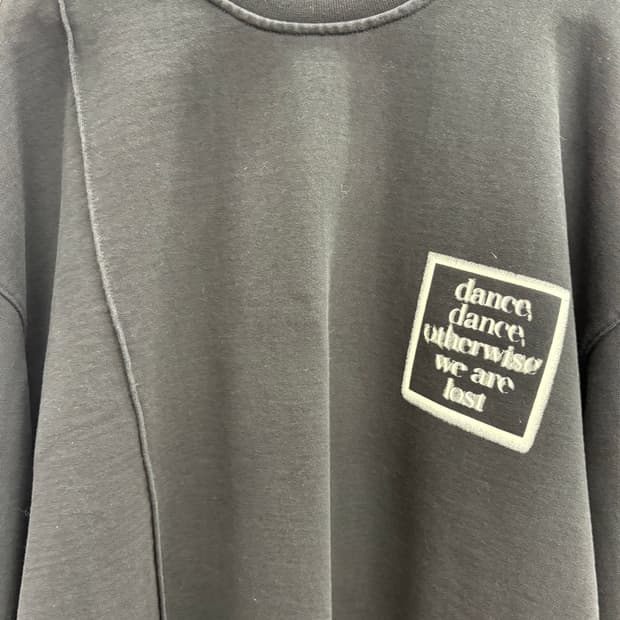 dance,
dance,
otherwise
we are
lost